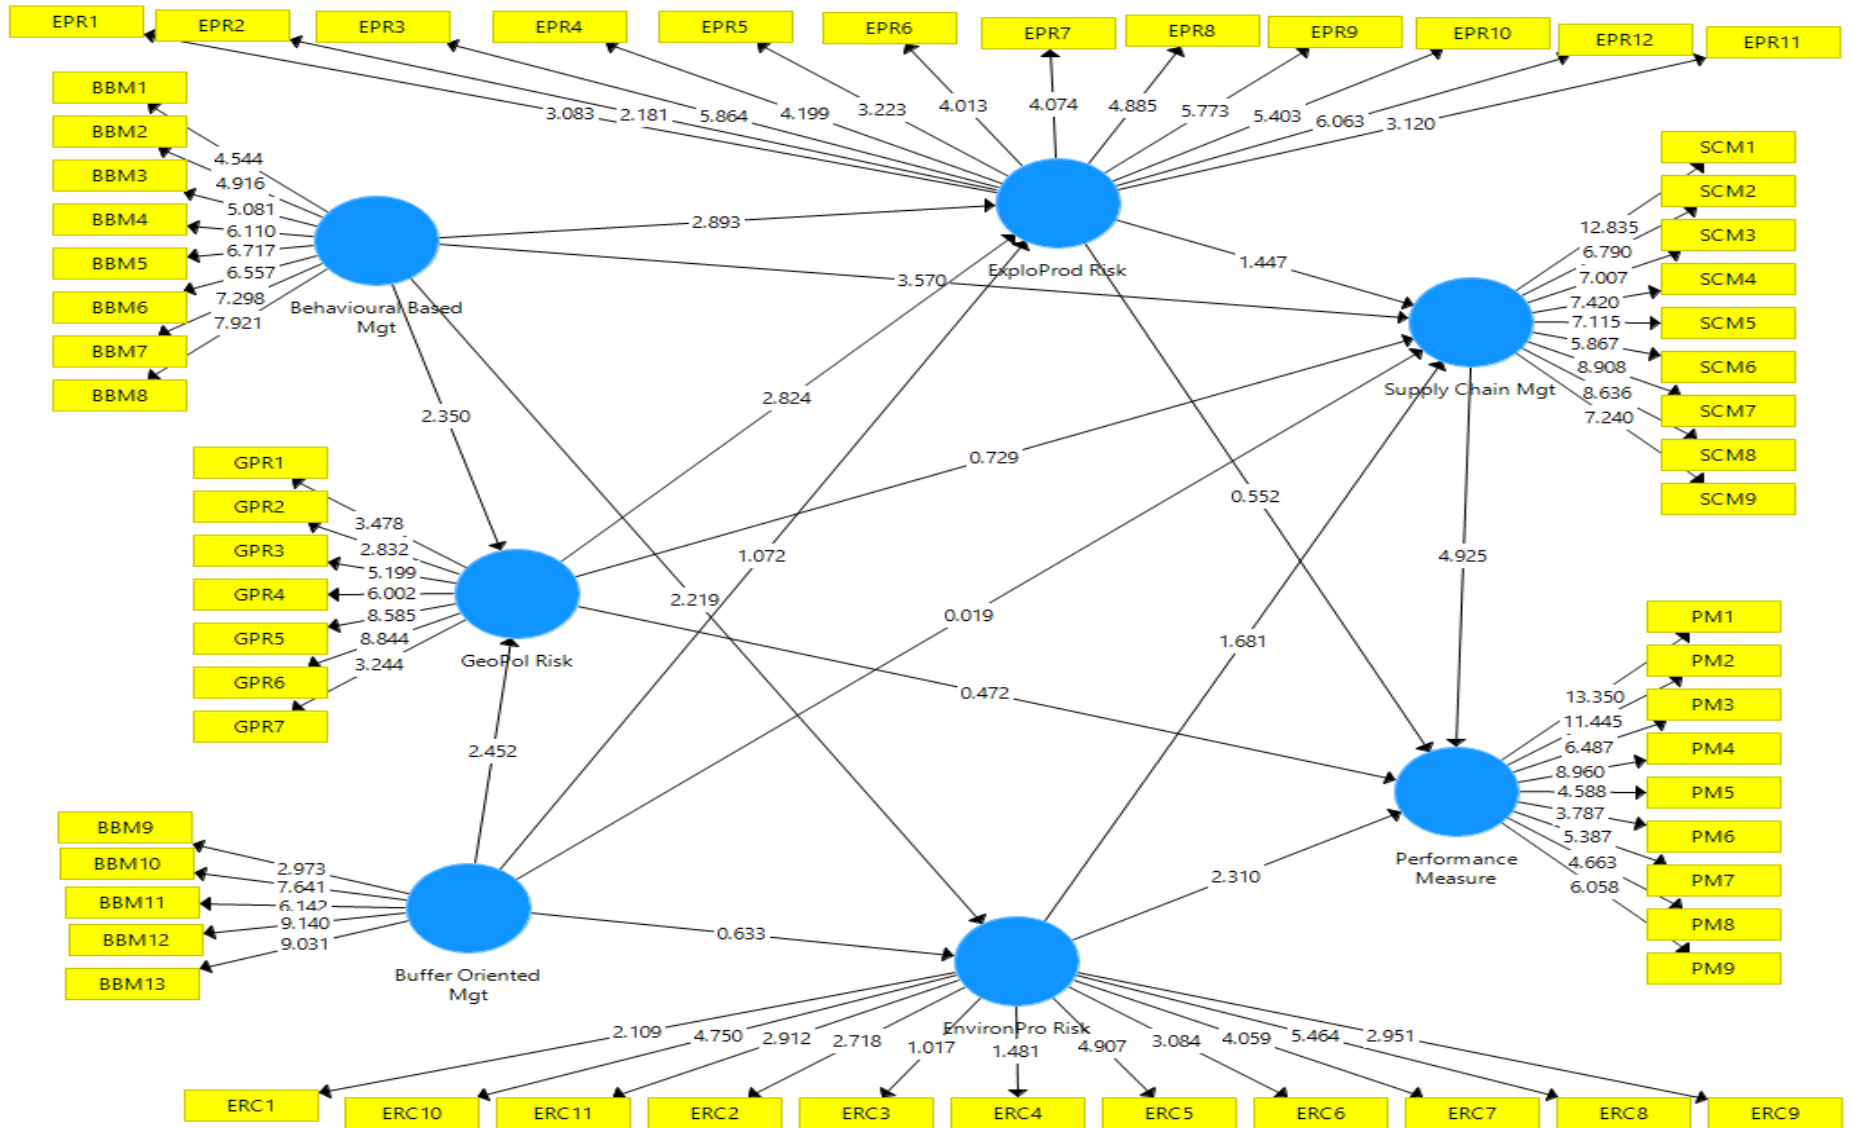 EPR1
EPR2
EPR3
EPR4
EPR5
EPR6
EPR7
EPR8
EPR9
EPR10
EPR12
EPR11
3.083
2.181
5.864
4.199
3.223
4.013
4.074
4.885
5.773
5.403
6.063
3.120
BBM1
BBM2
BBM3
BBM4
BBM5
BBM6
BBM7
BBM8
4.544
4.916
5.081
6.110
6.717
6.557
7.298
7.921
Behavioural Based
Mgt
2.893
3.570
ExploProd Risk
1.447
SCM1
SCM2
SCM3
SCM4
SCM5
SCM6
SCM7
SCM8
SCM9
12.835
6.790
7.007
7.420
7.115
5.867
8.908
8.636
7.240
Supply Chain Mgt
2.350
2.824
0.729
0.552
4.925
GPR1
GPR2
GPR3
GPR4
GPR5
GPR6
GPR7
3.478
2.832
5.199
6.002
8.585
8.844
3.244
GeoPol Risk
1.072
2.219
0.019
1.681
0.472
2.452
PM1
PM2
PM3
PM4
PM5
PM6
PM7
PM8
PM9
13.350
11.445
6.487
8.960
4.588
3.787
5.387
4.663
6.058
Performance
Measure
BBM9
BBM10
BBM11
BBM12
BBM13
2.973
7.641
6.142
9.140
9.031
Buffer Oriented
Mgt
0.633
2.310
EnvironPro Risk
2.109
4.750
2.912
2.718
1.017
1.481
4.907
3.084
4.059
5.464
2.951
ERC1
ERC10
ERC11
ERC2
ERC3
ERC4
ERC5
ERC6
ERC7
ERC8
ERC9